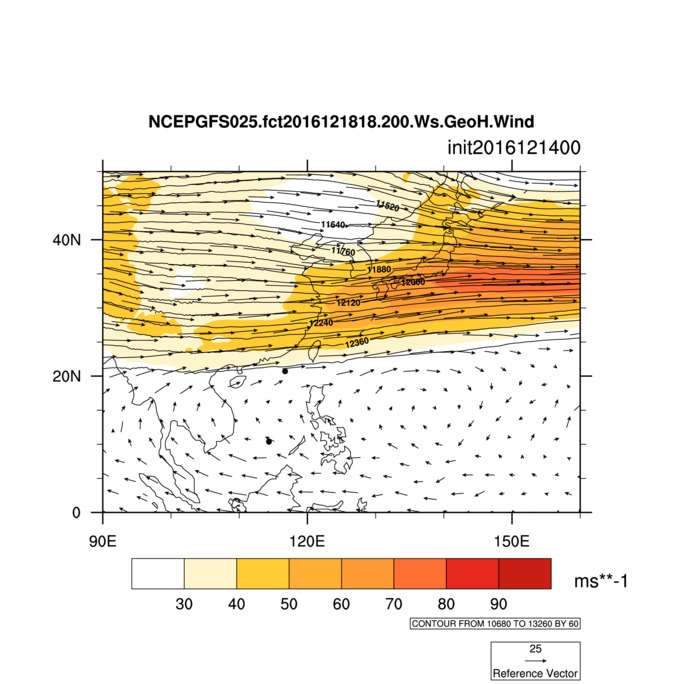 NCEPGFS025.fct2016121818.200.Ws.GeoH.Wind
init2016121400
11520
11640
40N
11760
11880
12000
12120
12240
12360
20N
0
90E 120E 150E
ms**-1
30 40 50 60 70 80 90
CONTOUR FROM 10680 TO 13260 BY 60
25
Reference Vector